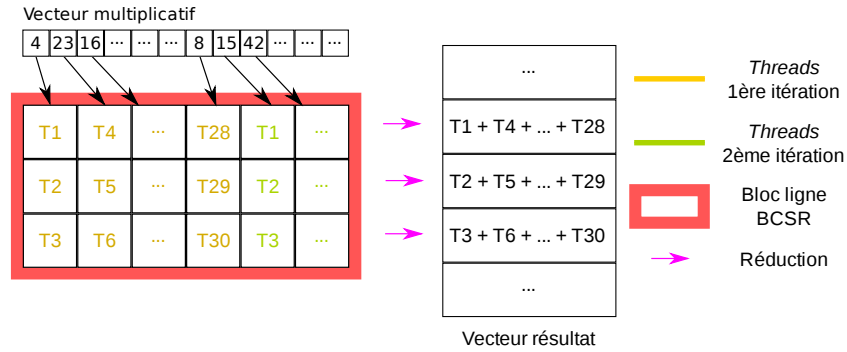 Vecteur multiplicatif
4 23 16 ... ... ... 8 15 42 ... ... ...
T1 T4 ... T28 T1 ...
T2 T5 ... T29 T2 ...
T3 T6 ... T30 T3 ...
...
T1 + T4 + ... + T28
T2 + T5 + ... + T29
T3 + T6 + ... + T30
...
Vecteur résultat
Threads
1ère itération
Threads
2ème itération
Bloc ligne
BCSR
Réduction